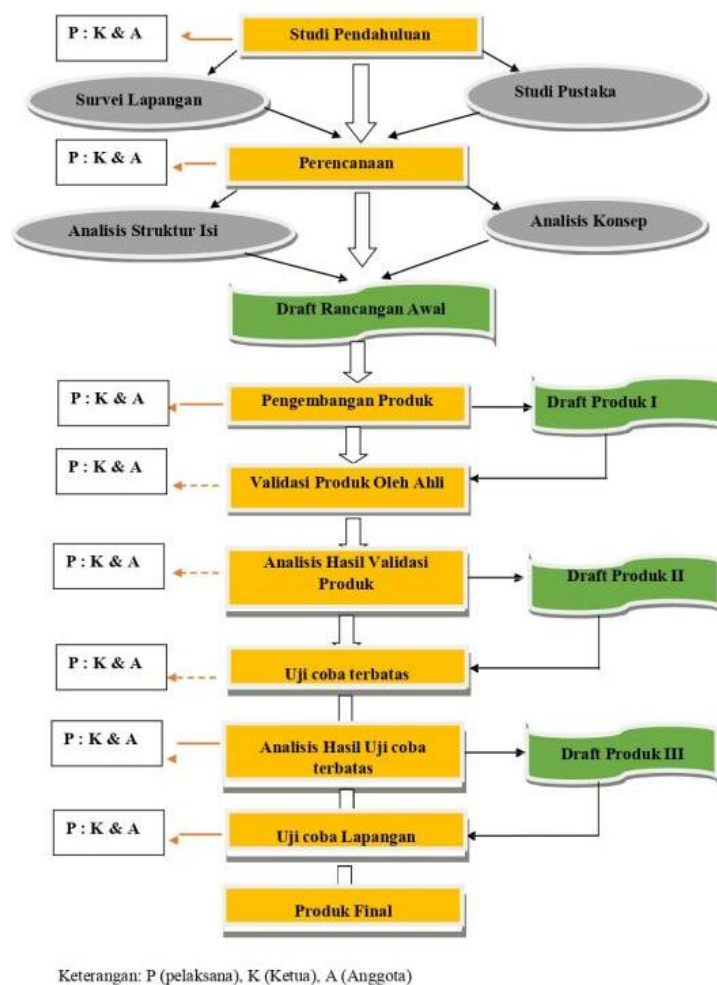 P : K & A
Studi Pendahuluan
Survei Lapangan
Studi Pustaka
P : K & A
Perencanaan
Analisis Struktur Isi
Analisis Konsep
Draft Rancangan Awal
P : K & A
Pengembangan Produk
Draft Produk I
P : K & A
Validasi Produk Oleh Ahli
P : K & A
Analisis Hasil Validasi
Produk
Draft Produk II
P : K & A
Uji coba terbatas
P : K & A
Analisis Hasil Uji coba
terbatas
Draft Produk III
P : K & A
Uji coba Lapangan
Produk Final
Keterangan: P (pelaksana), K (Ketua), A (Anggota)